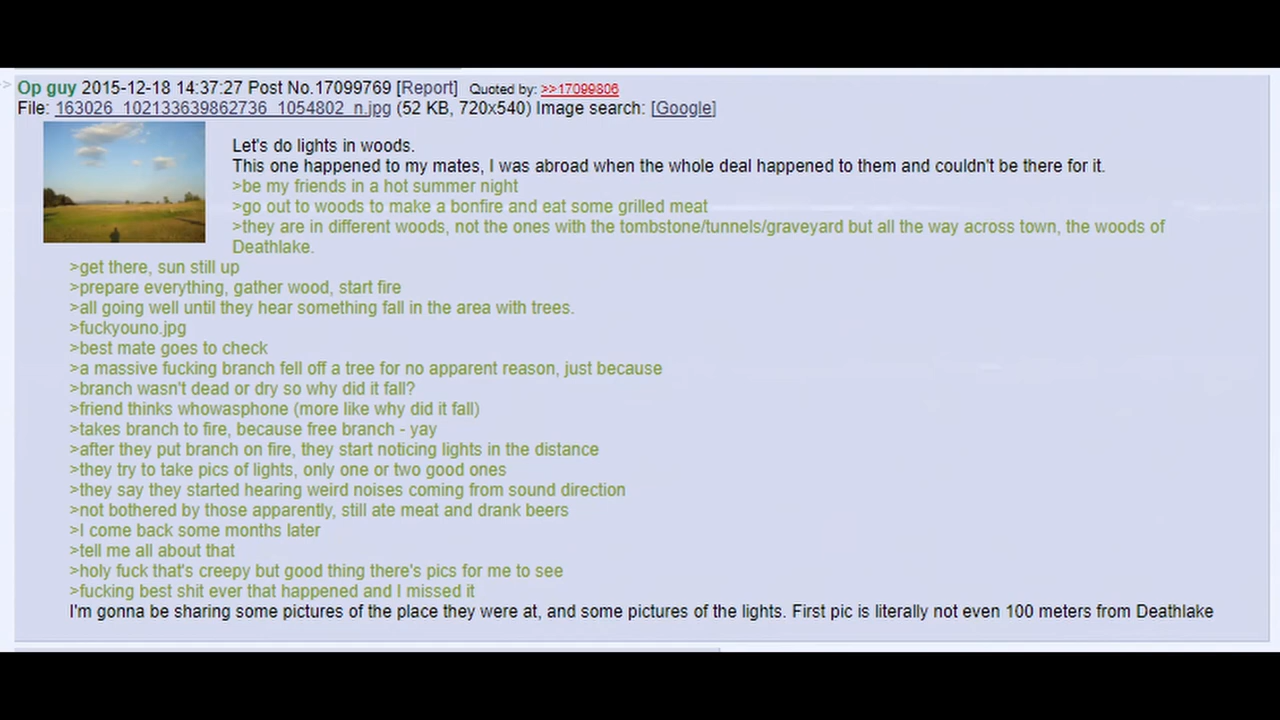 >> Op guy 2015-12-18 14:37:27 Post No.17099769 [Report] Quoted by: >>17099806
File: 163026_102133639862736_1054802_n.jpg (52 KB, 720x540) Image search: [Google]
Let's do lights in woods.
This one happened to my mates, I was abroad when the whole deal happened to them and couldn't be there for it.
>be my friends in a hot summer night
>go out to woods to make a bonfire and eat some grilled meat
>they are in different woods, not the ones with the tombstone/tunnels/graveyard but all the way across town, the woods of
Deathlake.
>get there, sun still up
>prepare everything, gather wood, start fire
>all going well until they hear something fall in the area with trees.
>fuckyouno.jpg
>best mate goes to check
>a massive fucking branch fell off a tree for no apparent reason, just because
>branch wasn't dead or dry so why did it fall?
>friend thinks whowasphone (more like why did it fall)
>takes branch to fire, because free branch - yay
>after they put branch on fire, they start noticing lights in the distance
>they try to take pics of lights, only one or two good ones
>they say they started hearing weird noises coming from sound direction
>not bothered by those apparently, still ate meat and drank beers
>I come back some months later
>tell me all about that
>holy fuck that's creepy but good thing there's pics for me to see
>fucking best shit ever that happened and I missed it
I'm gonna be sharing some pictures of the place they were at, and some pictures of the lights. First pic is literally not even 100 meters from Deathlake